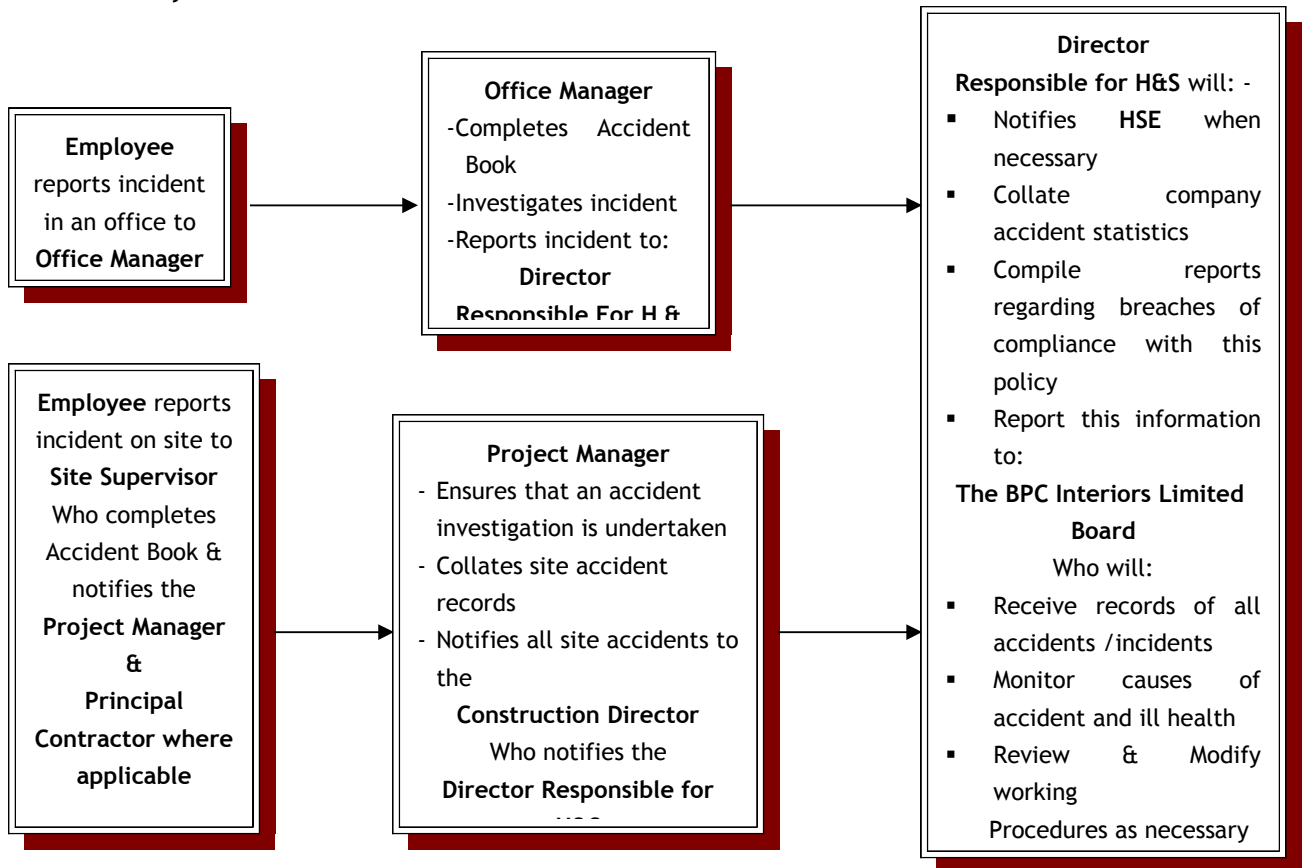 Employee
reports incident
in an office to
Office Manager
Office Manager
-Completes Accident
Book
-Investigates incident
-Reports incident to:
Director
Responsible For H &
Director
Responsible for H&S will: -
▪ Notifies HSE when
necessary
▪ Collate company
accident statistics
▪ Compile reports
regarding breaches of
compliance with this
policy
▪ Report this information
to:
The BPC Interiors Limited
Board
Who will:
▪ Receive records of all
accidents /incidents
▪ Monitor causes of
accident and ill health
▪ Review & Modify
working
Procedures as necessary
Employee reports
incident on site to
Site Supervisor
Who completes
Accident Book &
notifies the
Project Manager
&
Principal
Contractor where
applicable
Project Manager
- Ensures that an accident
investigation is undertaken
- Collates site accident
records
- Notifies all site accidents to
the
Construction Director
Who notifies the
Director Responsible for